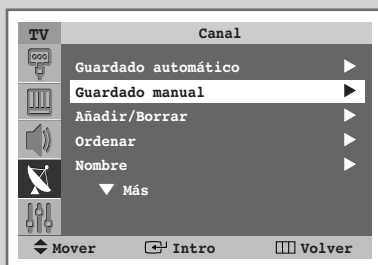 TV Canal
Guardado automático
Guardado manual
Añadir/Borrar
Ordenar
Nombre
Más
Mover Intro Volver